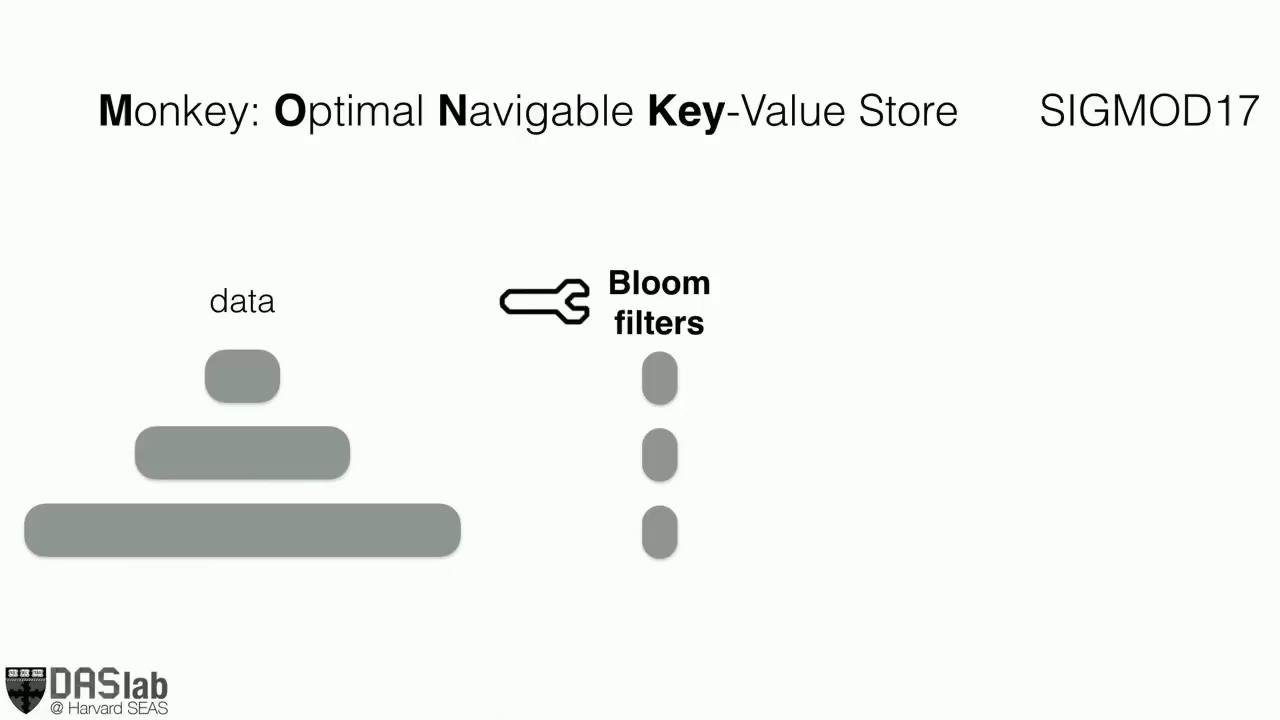 Monkey: Optimal Navigable Key-Value Store SIGMOD17
data
Bloom
filters
DASlab
@ Harvard SEAS